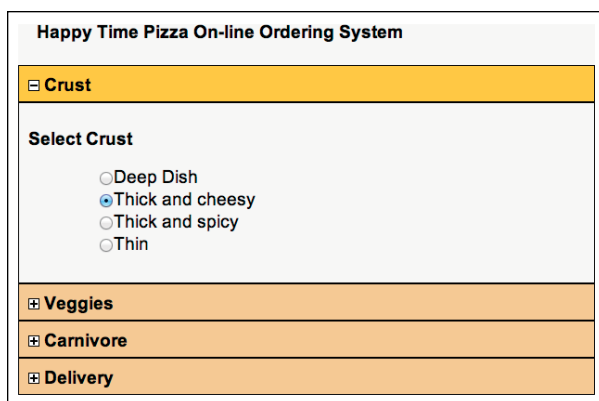 Happy Time Pizza On-line Ordering System
Crust
Select Crust
Deep Dish
Thick and cheesy
Thick and spicy
Thin
Veggies
Carnivore
Delivery